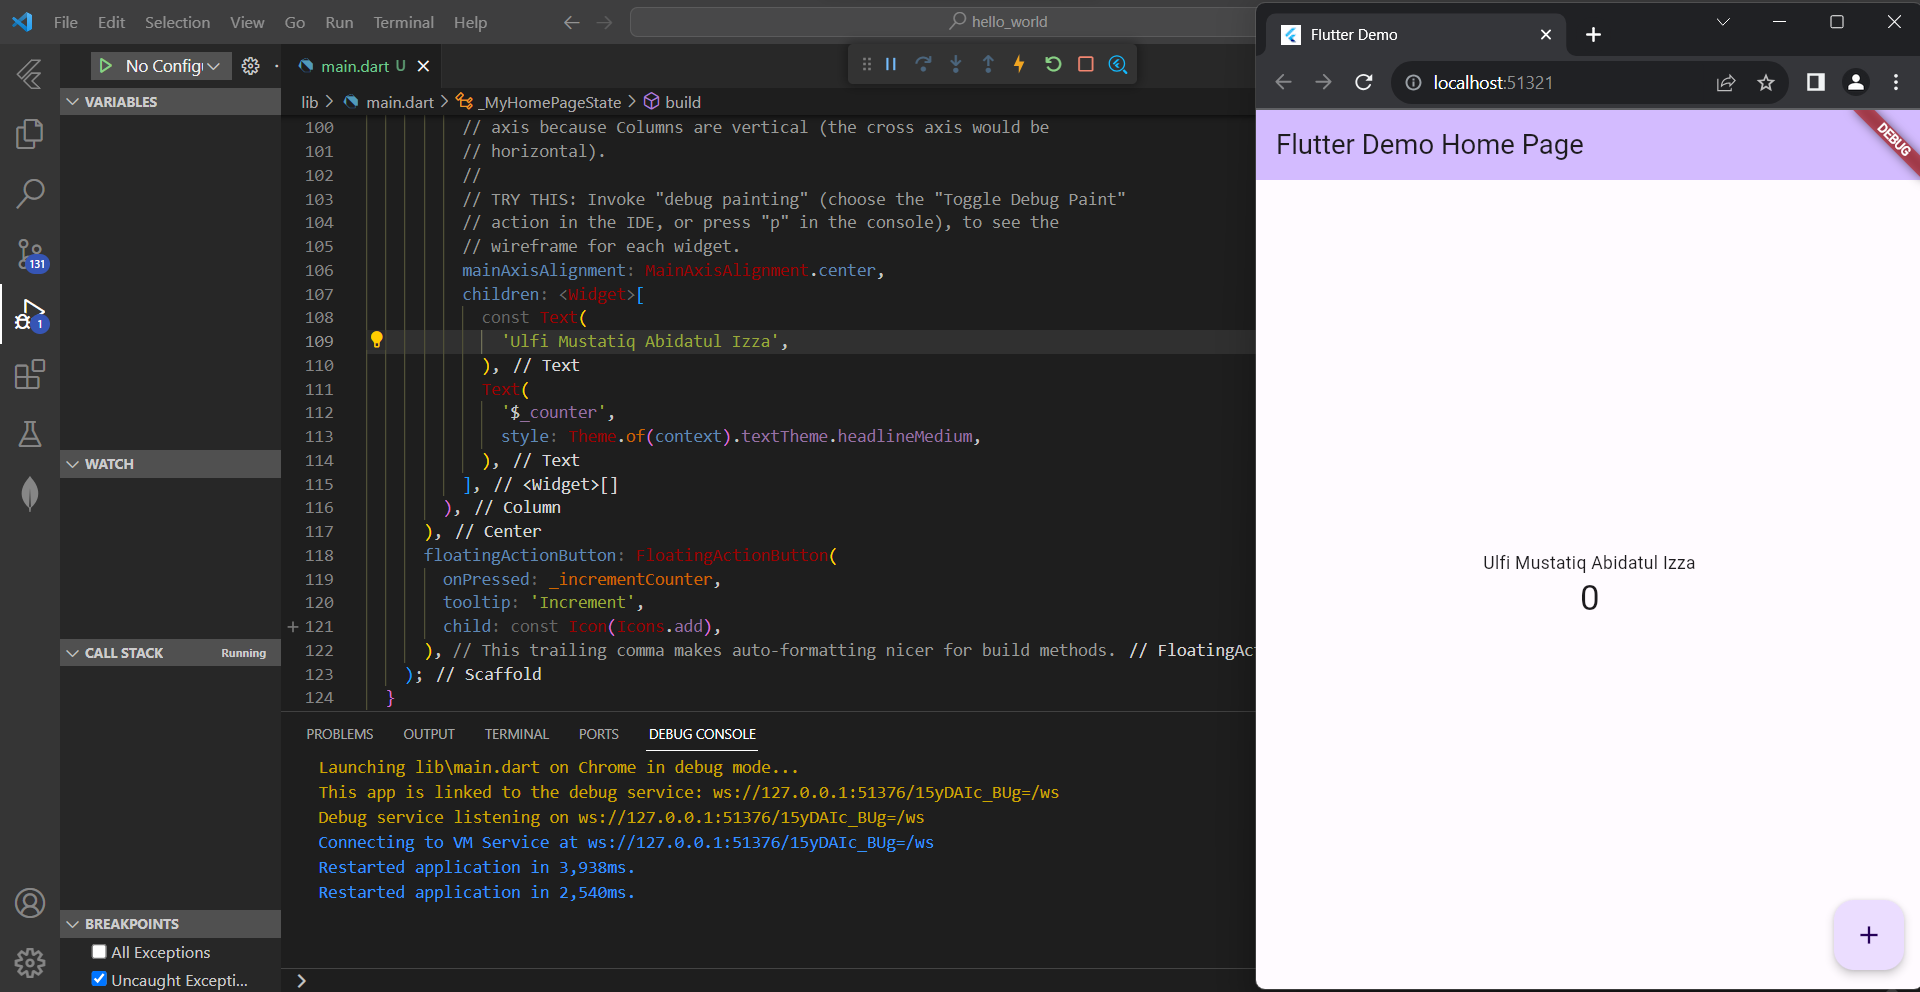 File Edit Selection View Go Run Terminal Help
hello_world
No Config
main.dart U
lib > main.dart > _MyHomePageState > build
VARIABLES
WATCH
CALL STACK Running
BREAKPOINTS
All Exceptions
Uncaught Excepti...
131
1
100 // axis because Columns are vertical (the cross axis would be
101 // horizontal).
102 //
103 // TRY THIS: Invoke "debug painting" (choose the "Toggle Debug Paint"
104 // action in the IDE, or press "p" in the console), to see the
105 // wireframe for each widget.
106 mainAxisAlignment: MainAxisAlignment.center,
107 children: <Widget>[
108 const Text(
109 'Ulfi Mustatiq Abidatul Izza',
110 ), // Text
111 Text(
112 '$_counter',
113 style: Theme.of(context).textTheme.headlineMedium,
114 ), // Text
115 ], // <Widget>[]
116 ), // Column
117 ), // Center
118 floatingActionButton: FloatingActionButton(
119 onPressed: _incrementCounter,
120 tooltip: 'Increment',
121 child: const Icon(Icons.add),
122 ), // This trailing comma makes auto-formatting nicer for build methods. // FloatingAc
123 ); // Scaffold
124 }
PROBLEMS OUTPUT TERMINAL PORTS DEBUG CONSOLE
Launching lib\main.dart on Chrome in debug mode...
This app is linked to the debug service: ws://127.0.0.1:51376/15yDAIc_BUg=/ws
Debug service listening on ws://127.0.0.1:51376/15yDAIc_BUg=/ws
Connecting to VM Service at ws://127.0.0.1:51376/15yDAIc_BUg=/ws
Restarted application in 3,938ms.
Restarted application in 2,540ms.
Flutter Demo
localhost:51321
Flutter Demo Home Page
DEBUG
Ulfi Mustatiq Abidatul Izza
0